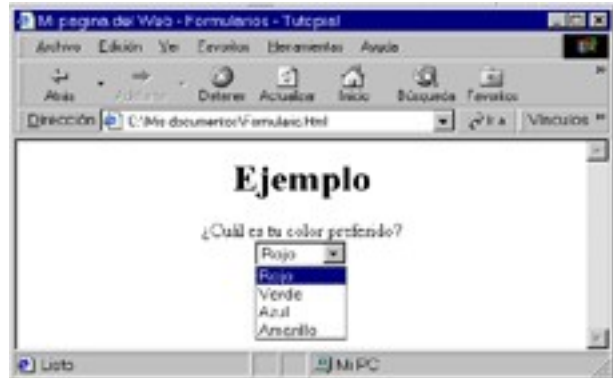 Mi pagina del Web - Formularios - Tutorial
Archivo Edición Ver Favoritos Herramientas Ayuda
Atrás Adelante Detener Actualizar Inicio Búsqueda Favoritos
Dirección C:\Mis documentos\Formulario.Html Ir a Vínculos
Ejemplo
¿Cuál es tu color preferido?
Rojo
Rojo
Verde
Azul
Amarillo
Listo Mi PC